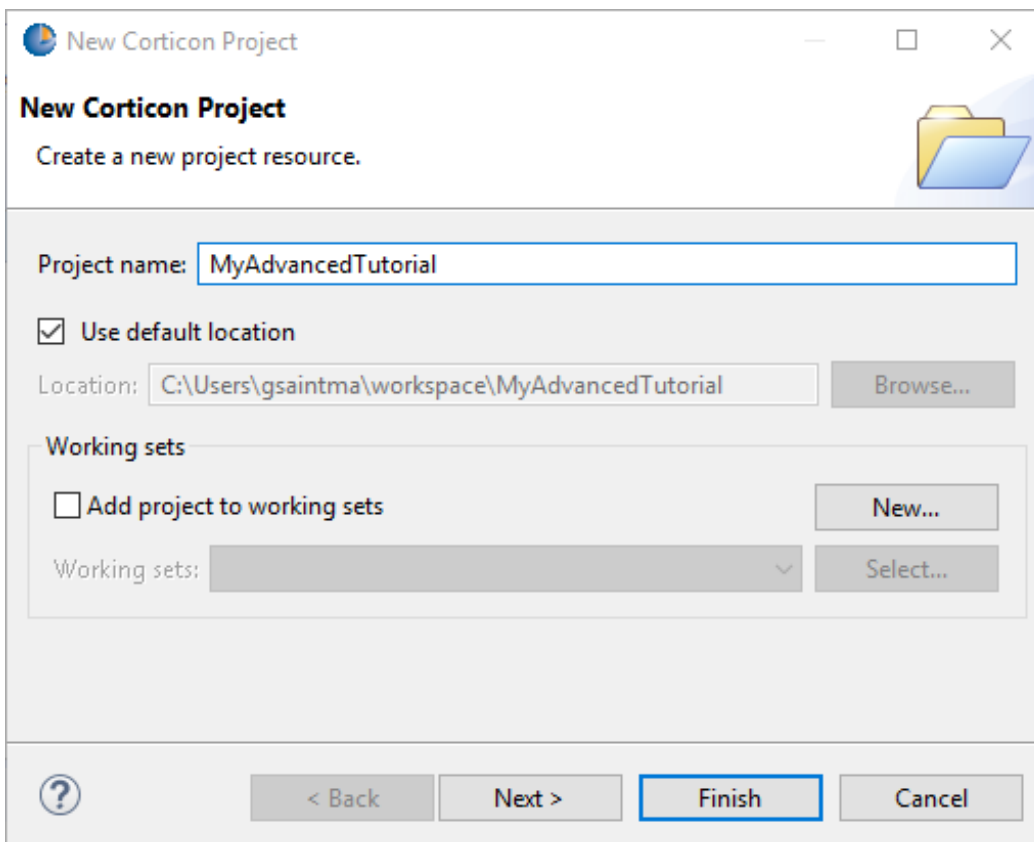 New Corticon Project
New Corticon Project
Create a new project resource.
Project name: MyAdvancedTutorial
Use default location
Location: C:\Users\gsaintma\workspace\MyAdvancedTutorial Browse...
Working sets
Add project to working sets New...
Working sets: Select...
? < Back Next > Finish Cancel